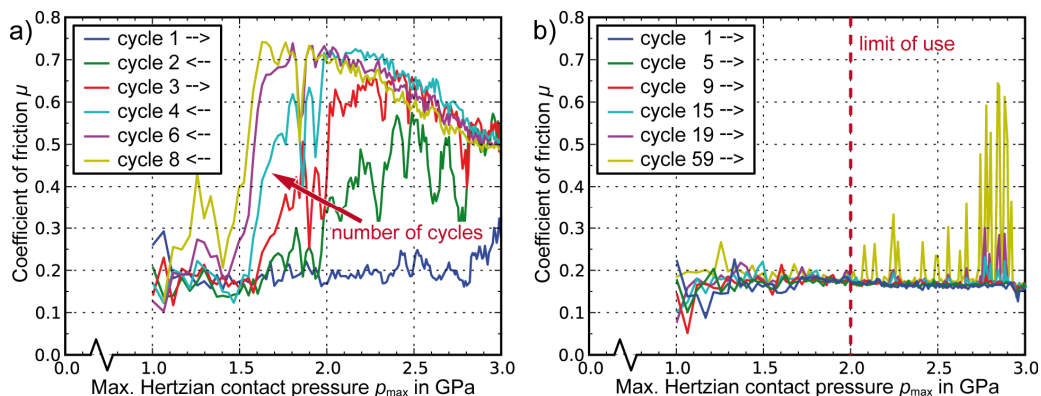 a)
Coefficient of friction μ
0.8
0.7
0.6
0.5
0.4
0.3
0.2
0.1
0.0
cycle 1 -->
cycle 2 <--
cycle 3 -->
cycle 4 <--
cycle 6 <--
cycle 8 <--
number of cycles
0.0 1.0 1.5 2.0 2.5 3.0
Max. Hertzian contact pressure pmax in GPa
b)
Coefficient of friction μ
0.8
0.7
0.6
0.5
0.4
0.3
0.2
0.1
0.0
cycle 1 -->
cycle 5 -->
cycle 9 -->
cycle 15 -->
cycle 19 -->
cycle 59 -->
limit of use
0.0 1.0 1.5 2.0 2.5 3.0
Max. Hertzian contact pressure pmax in GPa